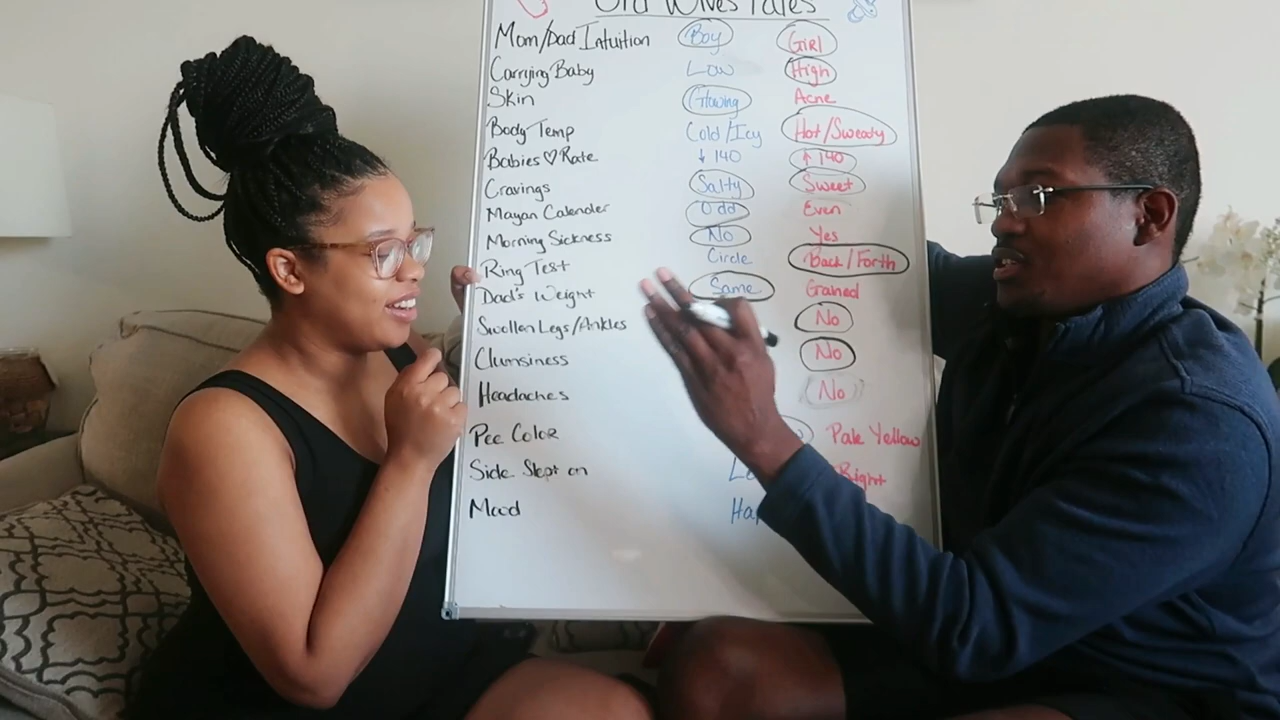 Old Wives Tales
Mom/Dad Intuition Boy Girl
Carrying Baby Low High
Skin Glowing Acne
Body Temp Cold/Icy Hot/Sweaty
Babies ♡ Rate ↓ 140 ↑ 140
Cravings Salty Sweet
Mayan Calender Odd Even
Morning Sickness No Yes
Ring Test Circle Back/Forth
Dad's Weight Same Grained
Swollen Legs/Ankles No
Clumsiness No
Headaches No
Pee Color Pale Yellow
Side Slept on Right
Mood